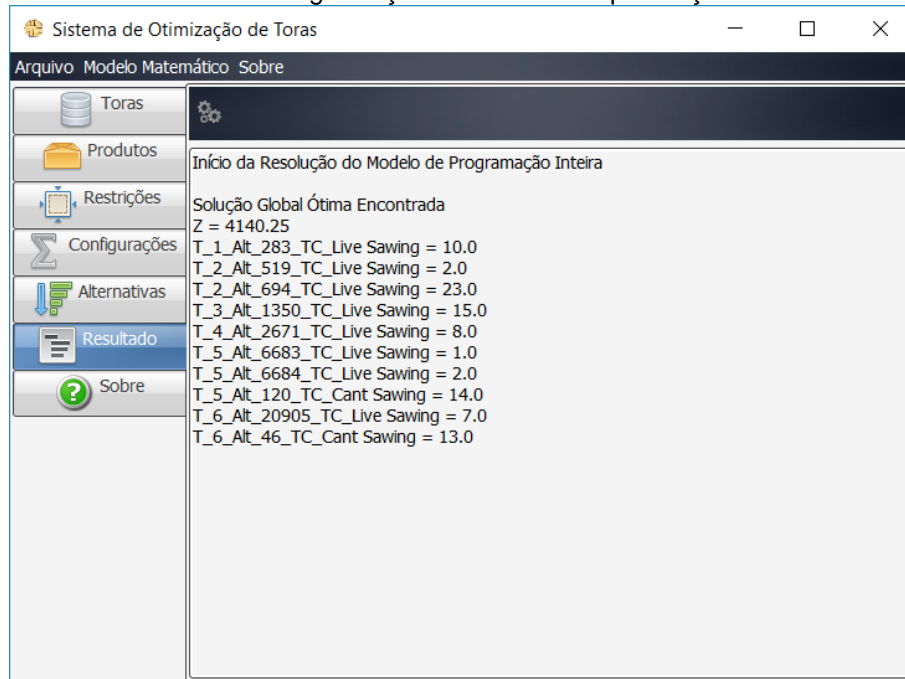 Sistema de Otimização de Toras
Arquivo Modelo Matemático Sobre
Toras
Produtos
Restrições
Configurações
Alternativas
Resultado
Sobre
Início da Resolução do Modelo de Programação Inteira
Solução Global Ótima Encontrada
Z = 4140.25
T_1_Alt_283_TC_Live Sawing = 10.0
T_2_Alt_519_TC_Live Sawing = 2.0
T_2_Alt_694_TC_Live Sawing = 23.0
T_3_Alt_1350_TC_Live Sawing = 15.0
T_4_Alt_2671_TC_Live Sawing = 8.0
T_5_Alt_6683_TC_Live Sawing = 1.0
T_5_Alt_6684_TC_Live Sawing = 2.0
T_5_Alt_120_TC_Cant Sawing = 14.0
T_6_Alt_20905_TC_Live Sawing = 7.0
T_6_Alt_46_TC_Cant Sawing = 13.0